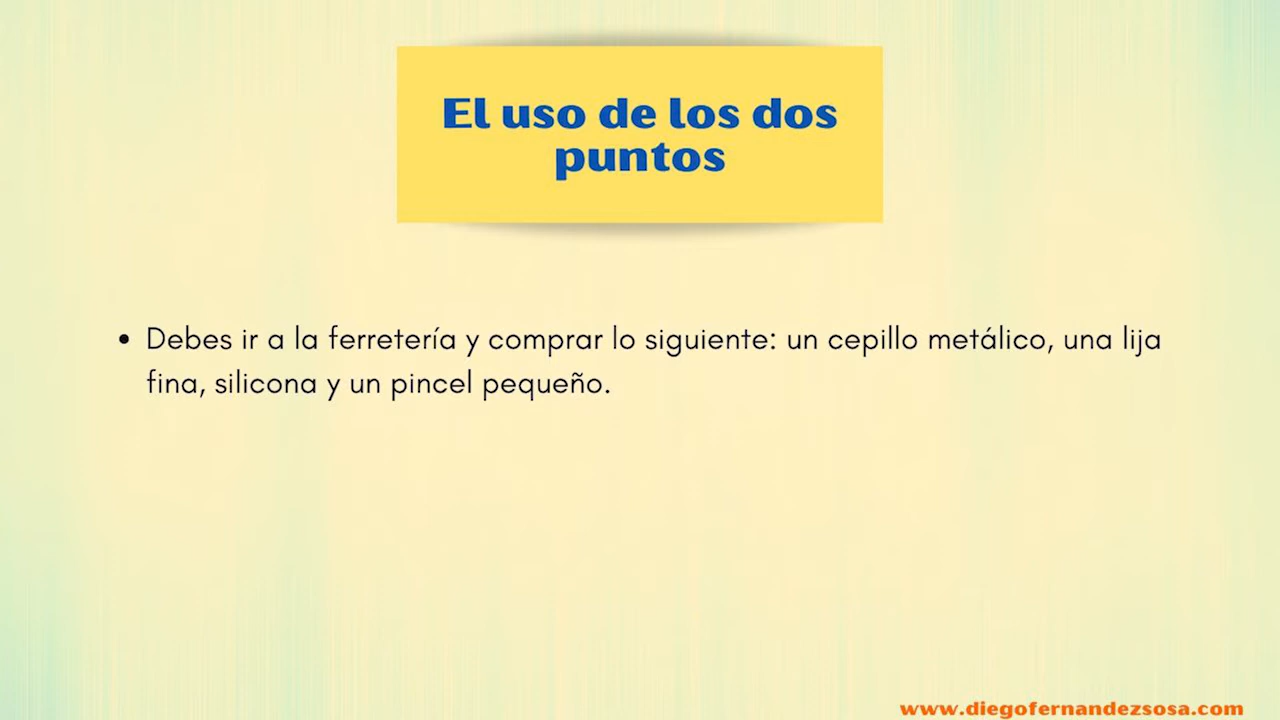 El uso de los dos
puntos
• Debes ir a la ferretería y comprar lo siguiente: un cepillo metálico, una lija
fina, silicona y un pincel pequeño.
www.diegofernandezsosa.com